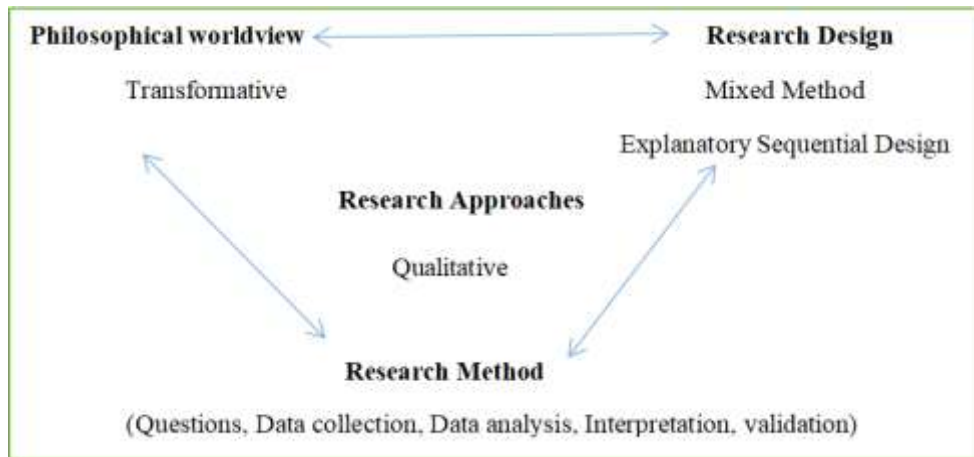 Philosophical worldview
Research Design
Transformative
Mixed Method
Explanatory Sequential Design
Research Approaches
Qualitative
Research Method
(Questions, Data collection, Data analysis, Interpretation, validation)